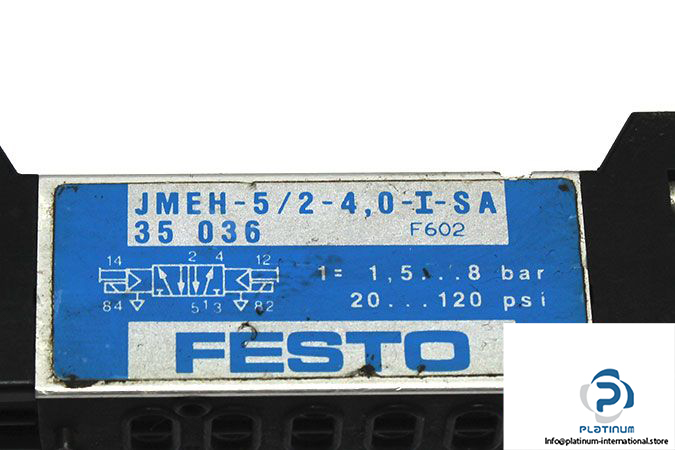 JMEH-5/2-4,0-I-SA
35 036 F602
14 2 4 12
84 5 1 3 82
1= 1,5...8 bar
20...120 psi
FESTO
PLATINUM
Info@platinum-international.store